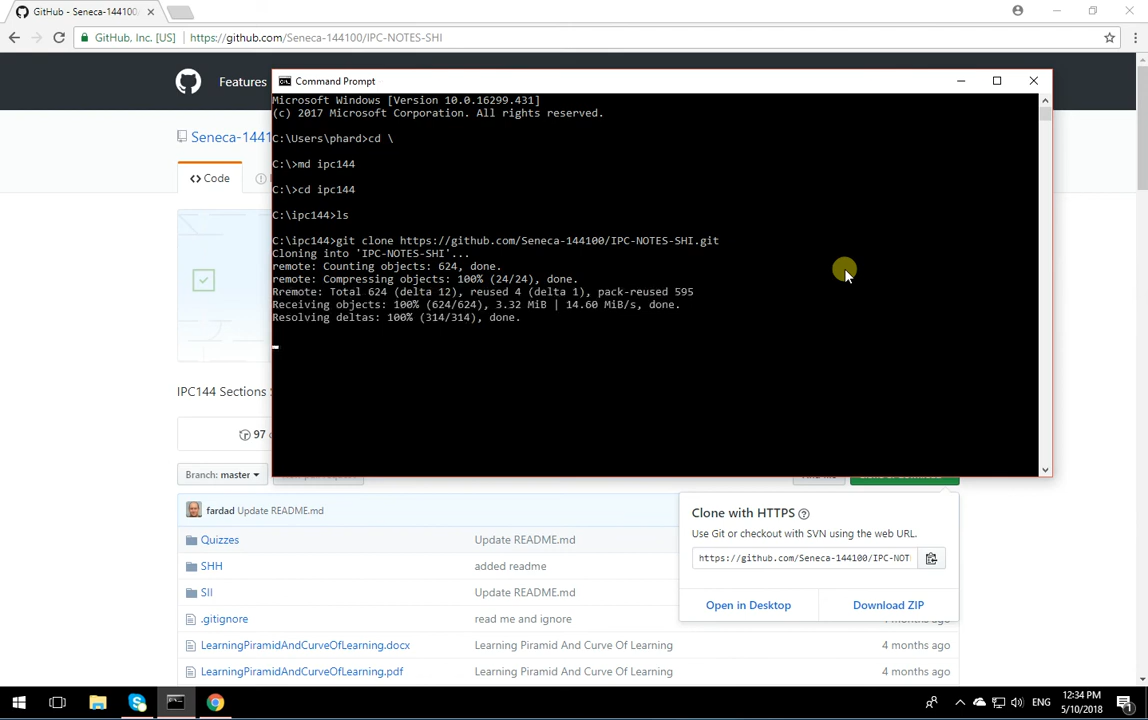 GitHub - Seneca-144100
GitHub, Inc. [US] https://github.com/Seneca-144100/IPC-NOTES-SHI
Features
Command Prompt
Microsoft Windows [Version 10.0.16299.431]
(c) 2017 Microsoft Corporation. All rights reserved.
C:\Users\phard>cd \
C:\>md ipc144
C:\>cd ipc144
C:\ipc144>ls
C:\ipc144>git clone https://github.com/Seneca-144100/IPC-NOTES-SHI.git
Cloning into 'IPC-NOTES-SHI'...
remote: Counting objects: 624, done.
remote: Compressing objects: 100% (24/24), done.
Rremote: Total 624 (delta 12), reused 4 (delta 1), pack-reused 595
Receiving objects: 100% (624/624), 3.32 MiB | 14.60 MiB/s, done.
Resolving deltas: 100% (314/314), done.
Seneca-1441
Code
IPC144 Sections
97
Branch: master
fardad Update README.md
Clone with HTTPS
Use Git or checkout with SVN using the web URL.
https://github.com/Seneca-144100/IPC-NOT
Open in Desktop Download ZIP
Quizzes Update README.md
SHH added readme
SII Update README.md
.gitignore read me and ignore 4 months ago
LearningPiramidAndCurveOfLearning.docx Learning Piramid And Curve Of Learning 4 months ago
LearningPiramidAndCurveOfLearning.pdf Learning Piramid And Curve Of Learning 4 months ago
ENG
12:34 PM
5/10/2018
1